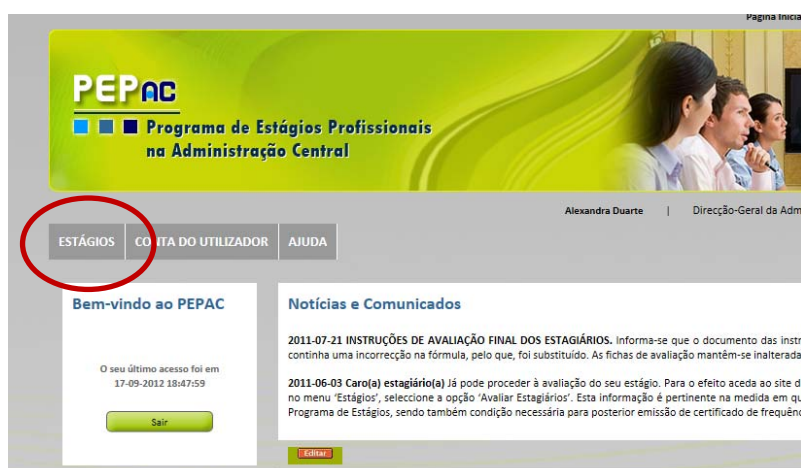 Página Inicia
PEPAC
Programa de Estágios Profissionais
na Administração Central
Alexandra Duarte | Direcção-Geral da Adm
ESTÁGIOS CONTA DO UTILIZADOR AJUDA
Bem-vindo ao PEPAC
O seu último acesso foi em
17-09-2012 18:47:59
Sair
Notícias e Comunicados
2011-07-21 INSTRUÇÕES DE AVALIAÇÃO FINAL DOS ESTAGIÁRIOS. Informa-se que o documento das instr
continha uma incorrecção na fórmula, pelo que, foi substituído. As fichas de avaliação mantêm-se inalterada
2011-06-03 Caro(a) estagiário(a) Já pode proceder à avaliação do seu estágio. Para o efeito aceda ao site d
no menu 'Estágios', seleccione a opção 'Avaliar Estagiários'. Esta informação é pertinente na medida em qu
Programa de Estágios, sendo também condição necessária para posterior emissão de certificado de frequênc
Editar